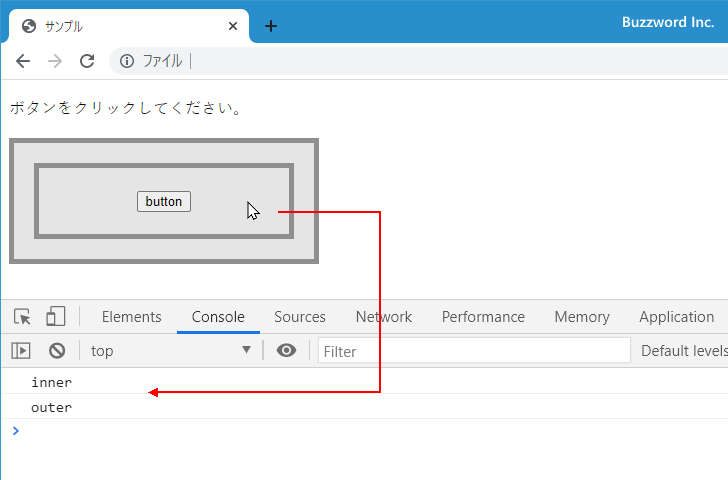 サンプル
Buzzword Inc.
ファイル
ボタンをクリックしてください。
button
Elements Console Sources Network Performance Memory Application
top Filter Default levels
inner
outer